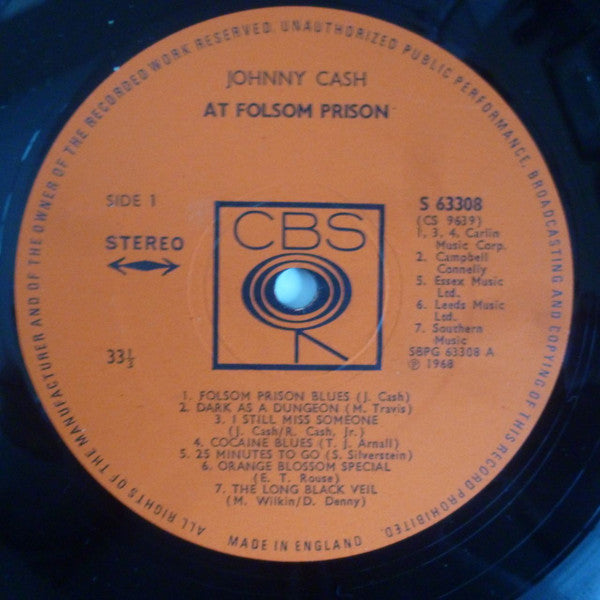 ALL RIGHTS OF THE MANUFACTURER AND OF THE OWNER OF THE RECORDED WORK RESERVED. UNAUTHORIZED PUBLIC PERFORMANCE, BROADCASTING AND COPYING OF THIS RECORD PROHIBITED.
JOHNNY CASH
AT FOLSOM PRISON
SIDE 1
STEREO
33⅓
CBS
S 63308
(CS 9639)
1, 3, 4, Carlin
Music Corp.
2. Campbell
Connelly
5. Essex Music
Ltd.
6. Leeds Music
Ltd.
7. Southern
Music
SBPG 63308 A
℗ 1968
1. FOLSOM PRISON BLUES (J. Cash)
2. DARK AS A DUNGEON (M. Travis)
3. I STILL MISS SOMEONE
(J. Cash/R. Cash, Jr.)
4. COCAINE BLUES (T. J. Arnall)
5. 25 MINUTES TO GO (S. Silverstein)
6. ORANGE BLOSSOM SPECIAL
(E. T. Rouse)
7. THE LONG BLACK VEIL
(M. Wilkin/D. Denny)
MADE IN ENGLAND